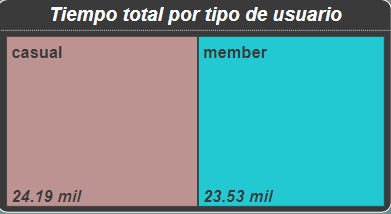 Tiempo total por tipo de usuario
casual
member
24.19 mil
23.53 mil